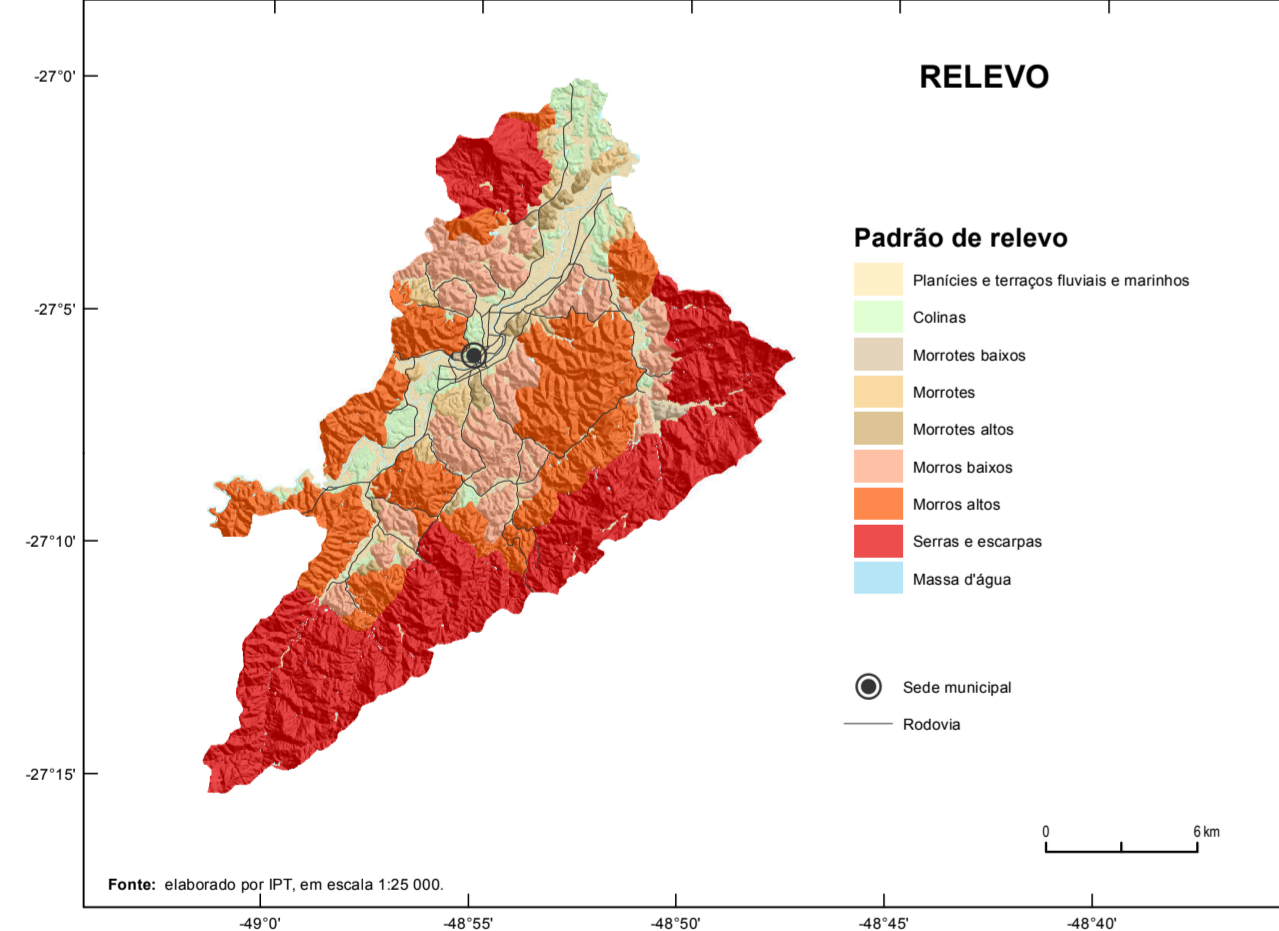 RELEVO
-27°0'
-27°5'
-27°10'
-27°15'
Padrão de relevo
Planícies e terraços fluviais e marinhos
Colinas
Morrotes baixos
Morrotes
Morrotes altos
Morros baixos
Morros altos
Serras e escarpas
Massa d'água
Sede municipal
Rodovia
0 6 km
Fonte: elaborado por IPT, em escala 1:25 000.
-49°0' -48°55' -48°50' -48°45' -48°40'